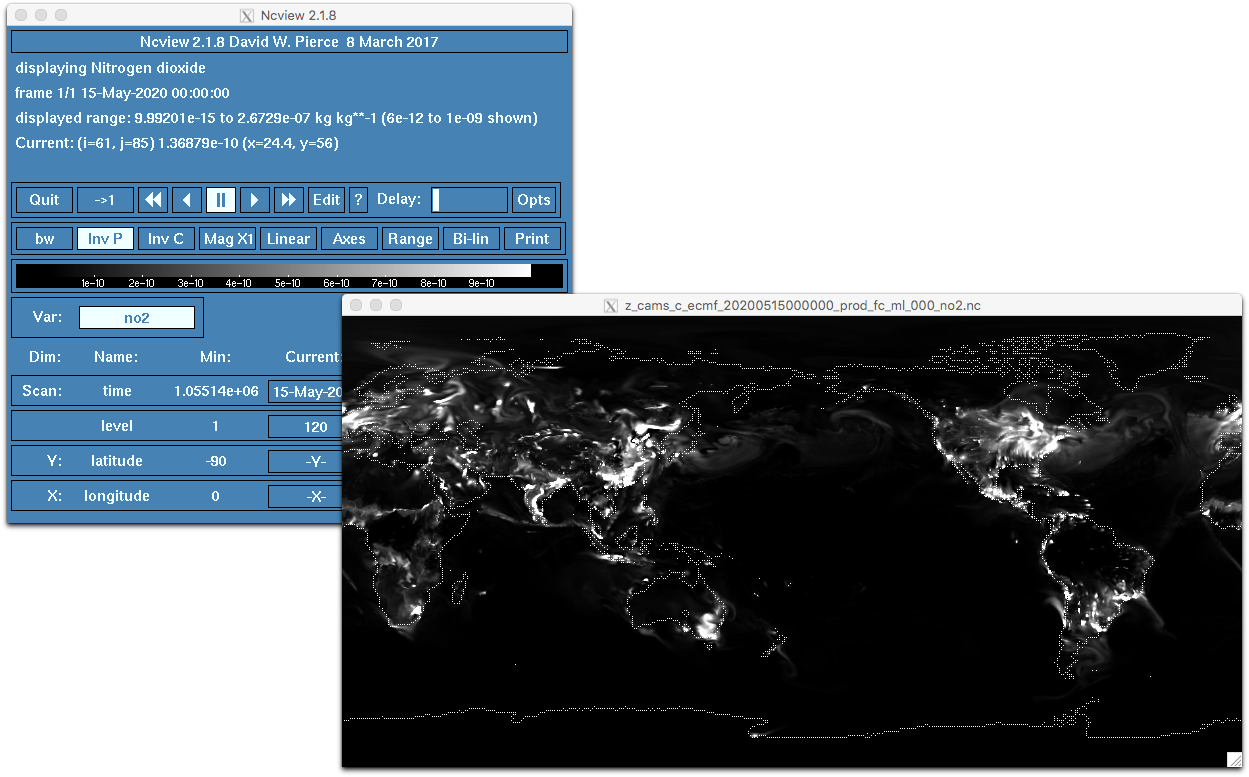 Ncview 2.1.8
Ncview 2.1.8 David W. Pierce 8 March 2017
displaying Nitrogen dioxide
frame 1/1 15-May-2020 00:00:00
displayed range: 9.99201e-15 to 2.6729e-07 kg kg**-1 (6e-12 to 1e-09 shown)
Current: (i=61, j=85) 1.36879e-10 (x=24.4, y=56)
Quit ->1 Edit ? Delay: Opts
bw Inv P Inv C Mag X1 Linear Axes Range Bi-lin Print
1e-10 2e-10 3e-10 4e-10 5e-10 6e-10 7e-10 8e-10 9e-10
Var: no2
Dim: Name: Min: Current:
Scan: time 1.05514e+06 15-May-20
level 1 120
Y: latitude -90 -Y-
X: longitude 0 -X-
z_cams_c_ecmf_20200515000000_prod_fc_ml_000_no2.nc